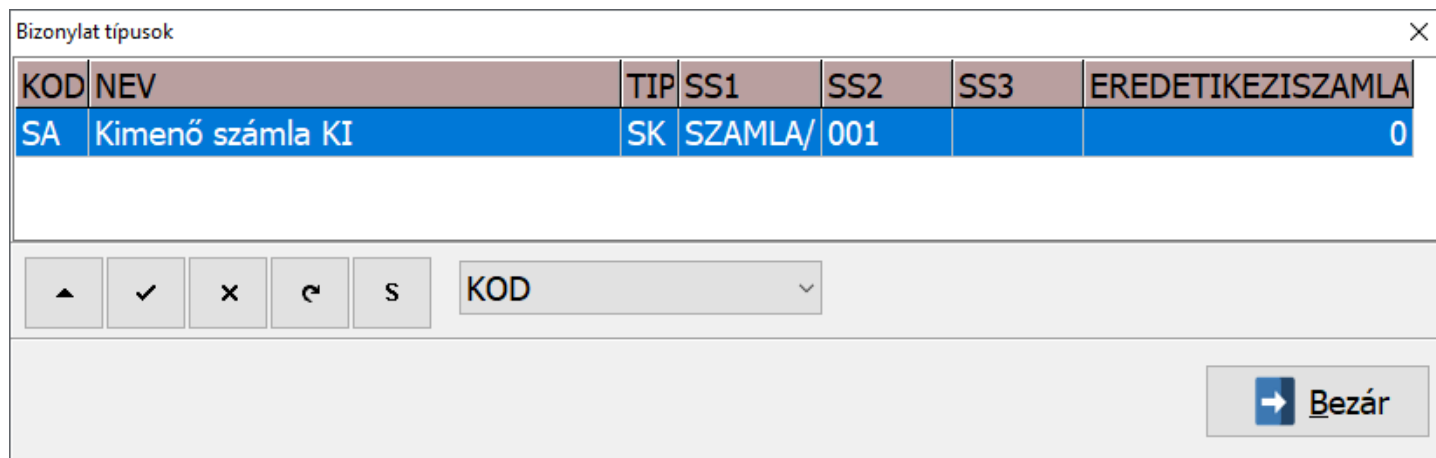 Bizonylat típusok
KOD NEV TIP SS1 SS2 SS3 EREDETIKEZISZAMLA
SA Kimenő számla KI SK SZAMLA/ 001 0
S KOD
Bezár